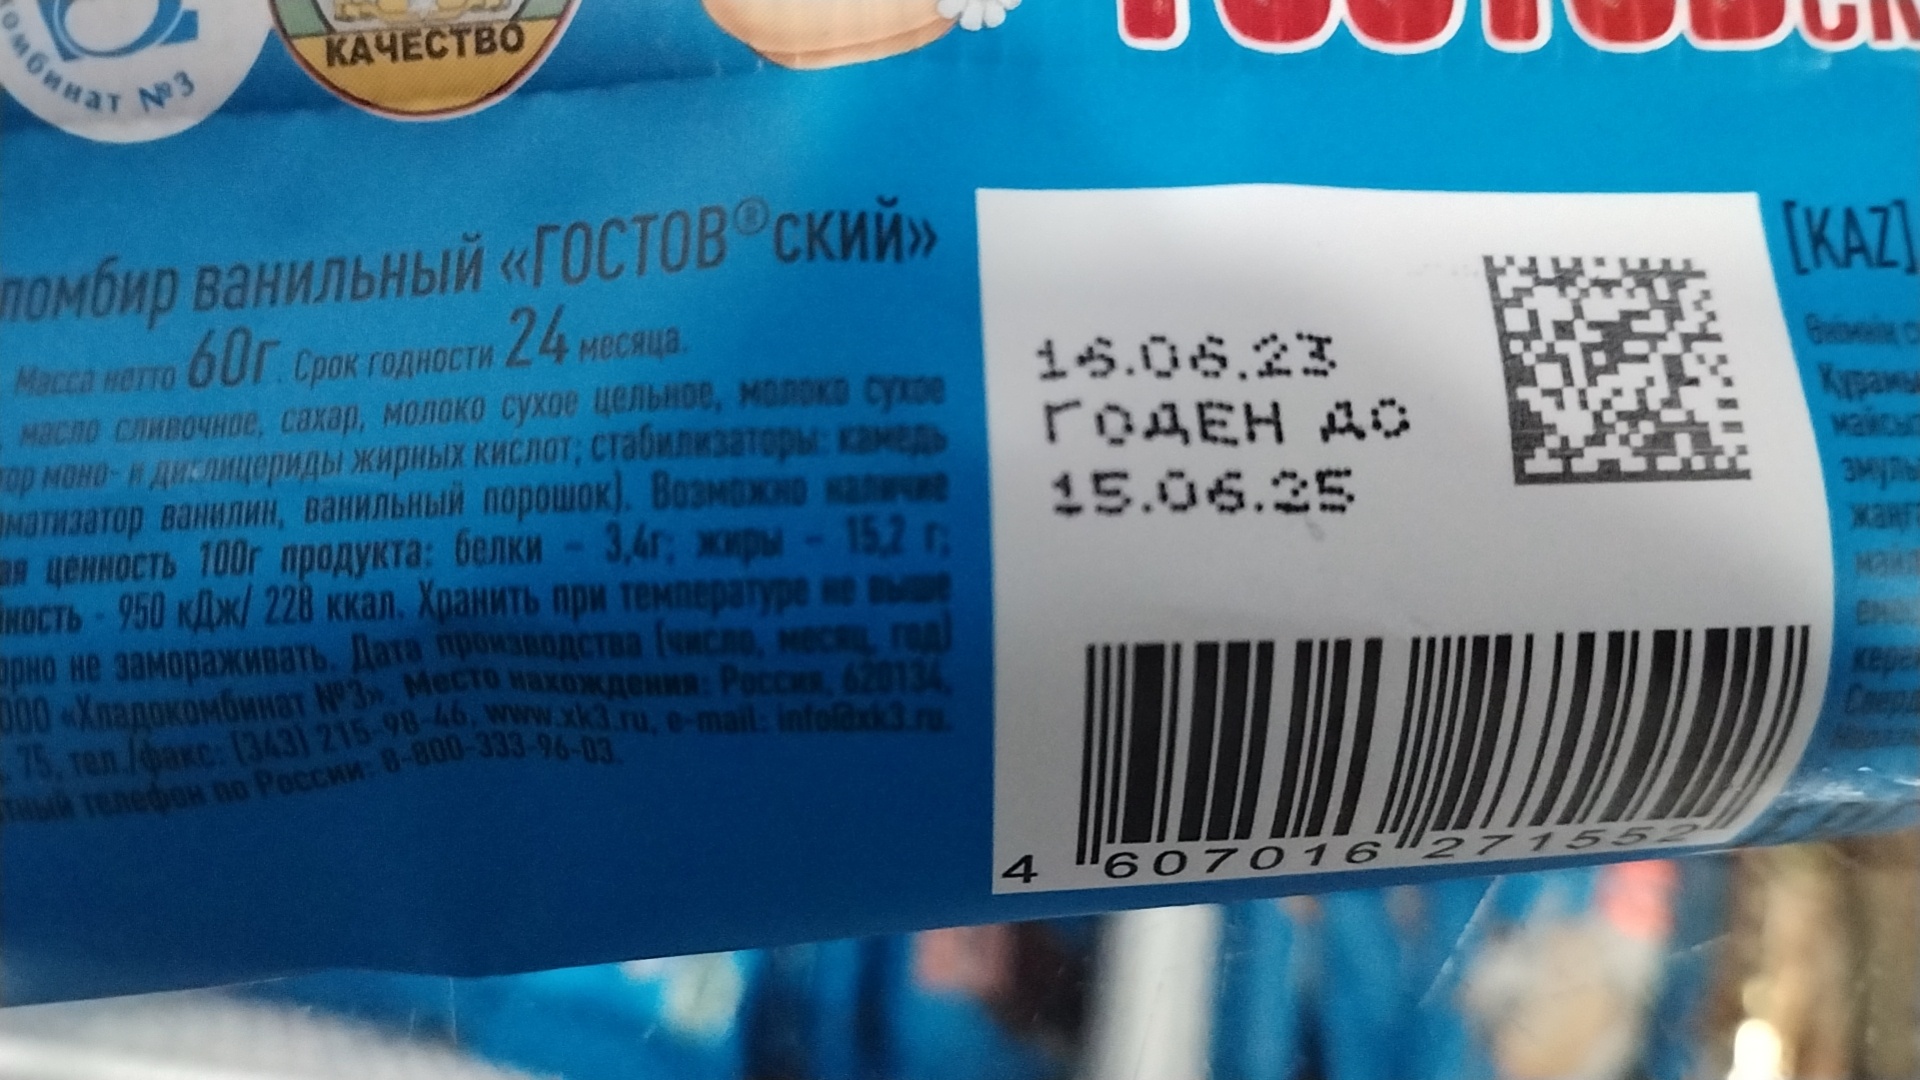 комбинат №3
КАЧЕСТВО
ГОСТОВск
пломбир ванильный «ГОСТОВ®СКИЙ»
Масса нетто 60г. Срок годности 24 месяца.
масло сливочное, сахар, молоко сухое цельное, молоко сухое
моно- и диглицериды жирных кислот; стабилизаторы: камедь
ванилин, ванильный порошок). Возможно наличие
ая ценность 100г продукта: белки - 3,4г; жиры - 15,2 г;
ность - 950 кДж/ 228 ккал. Хранить при температуре не выше
орно не замораживать. Дата производства (число, месяц, год)
ООО «Хладокомбинат №3». Место нахождения: Россия, 620134,
75, тел./факс: (343) 215-98-46, www.xk3.ru, e-mail: info@xk3.ru.
тный телефон по России: 8-800-333-96-03.
16.06.23
ГОДЕН ДО
15.06.25
4 607016 271552
[KAZ]